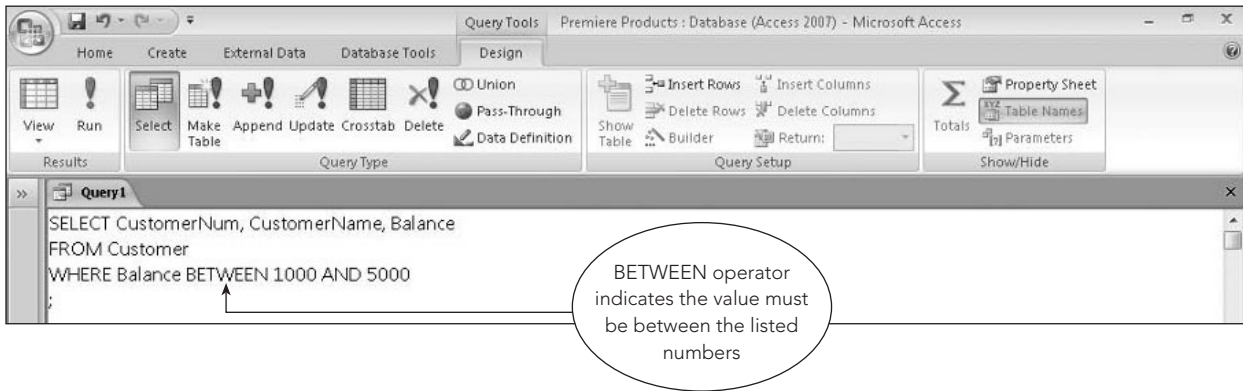 Query Tools Premiere Products : Database (Access 2007) - Microsoft Access
Home Create External Data Database Tools Design
View
Run
Select
Make Table
Append
Update
Crosstab
Delete
Union
Pass-Through
Data Definition
Show Table
Insert Rows
Delete Rows
Builder
Insert Columns
Delete Columns
Return:
Totals
Property Sheet
XYZ Table Names
[?] Parameters
Results Query Type Query Setup Show/Hide
» Query1 x
SELECT CustomerNum, CustomerName, Balance
FROM Customer
WHERE Balance BETWEEN 1000 AND 5000
;
BETWEEN operator
indicates the value must
be between the listed
numbers